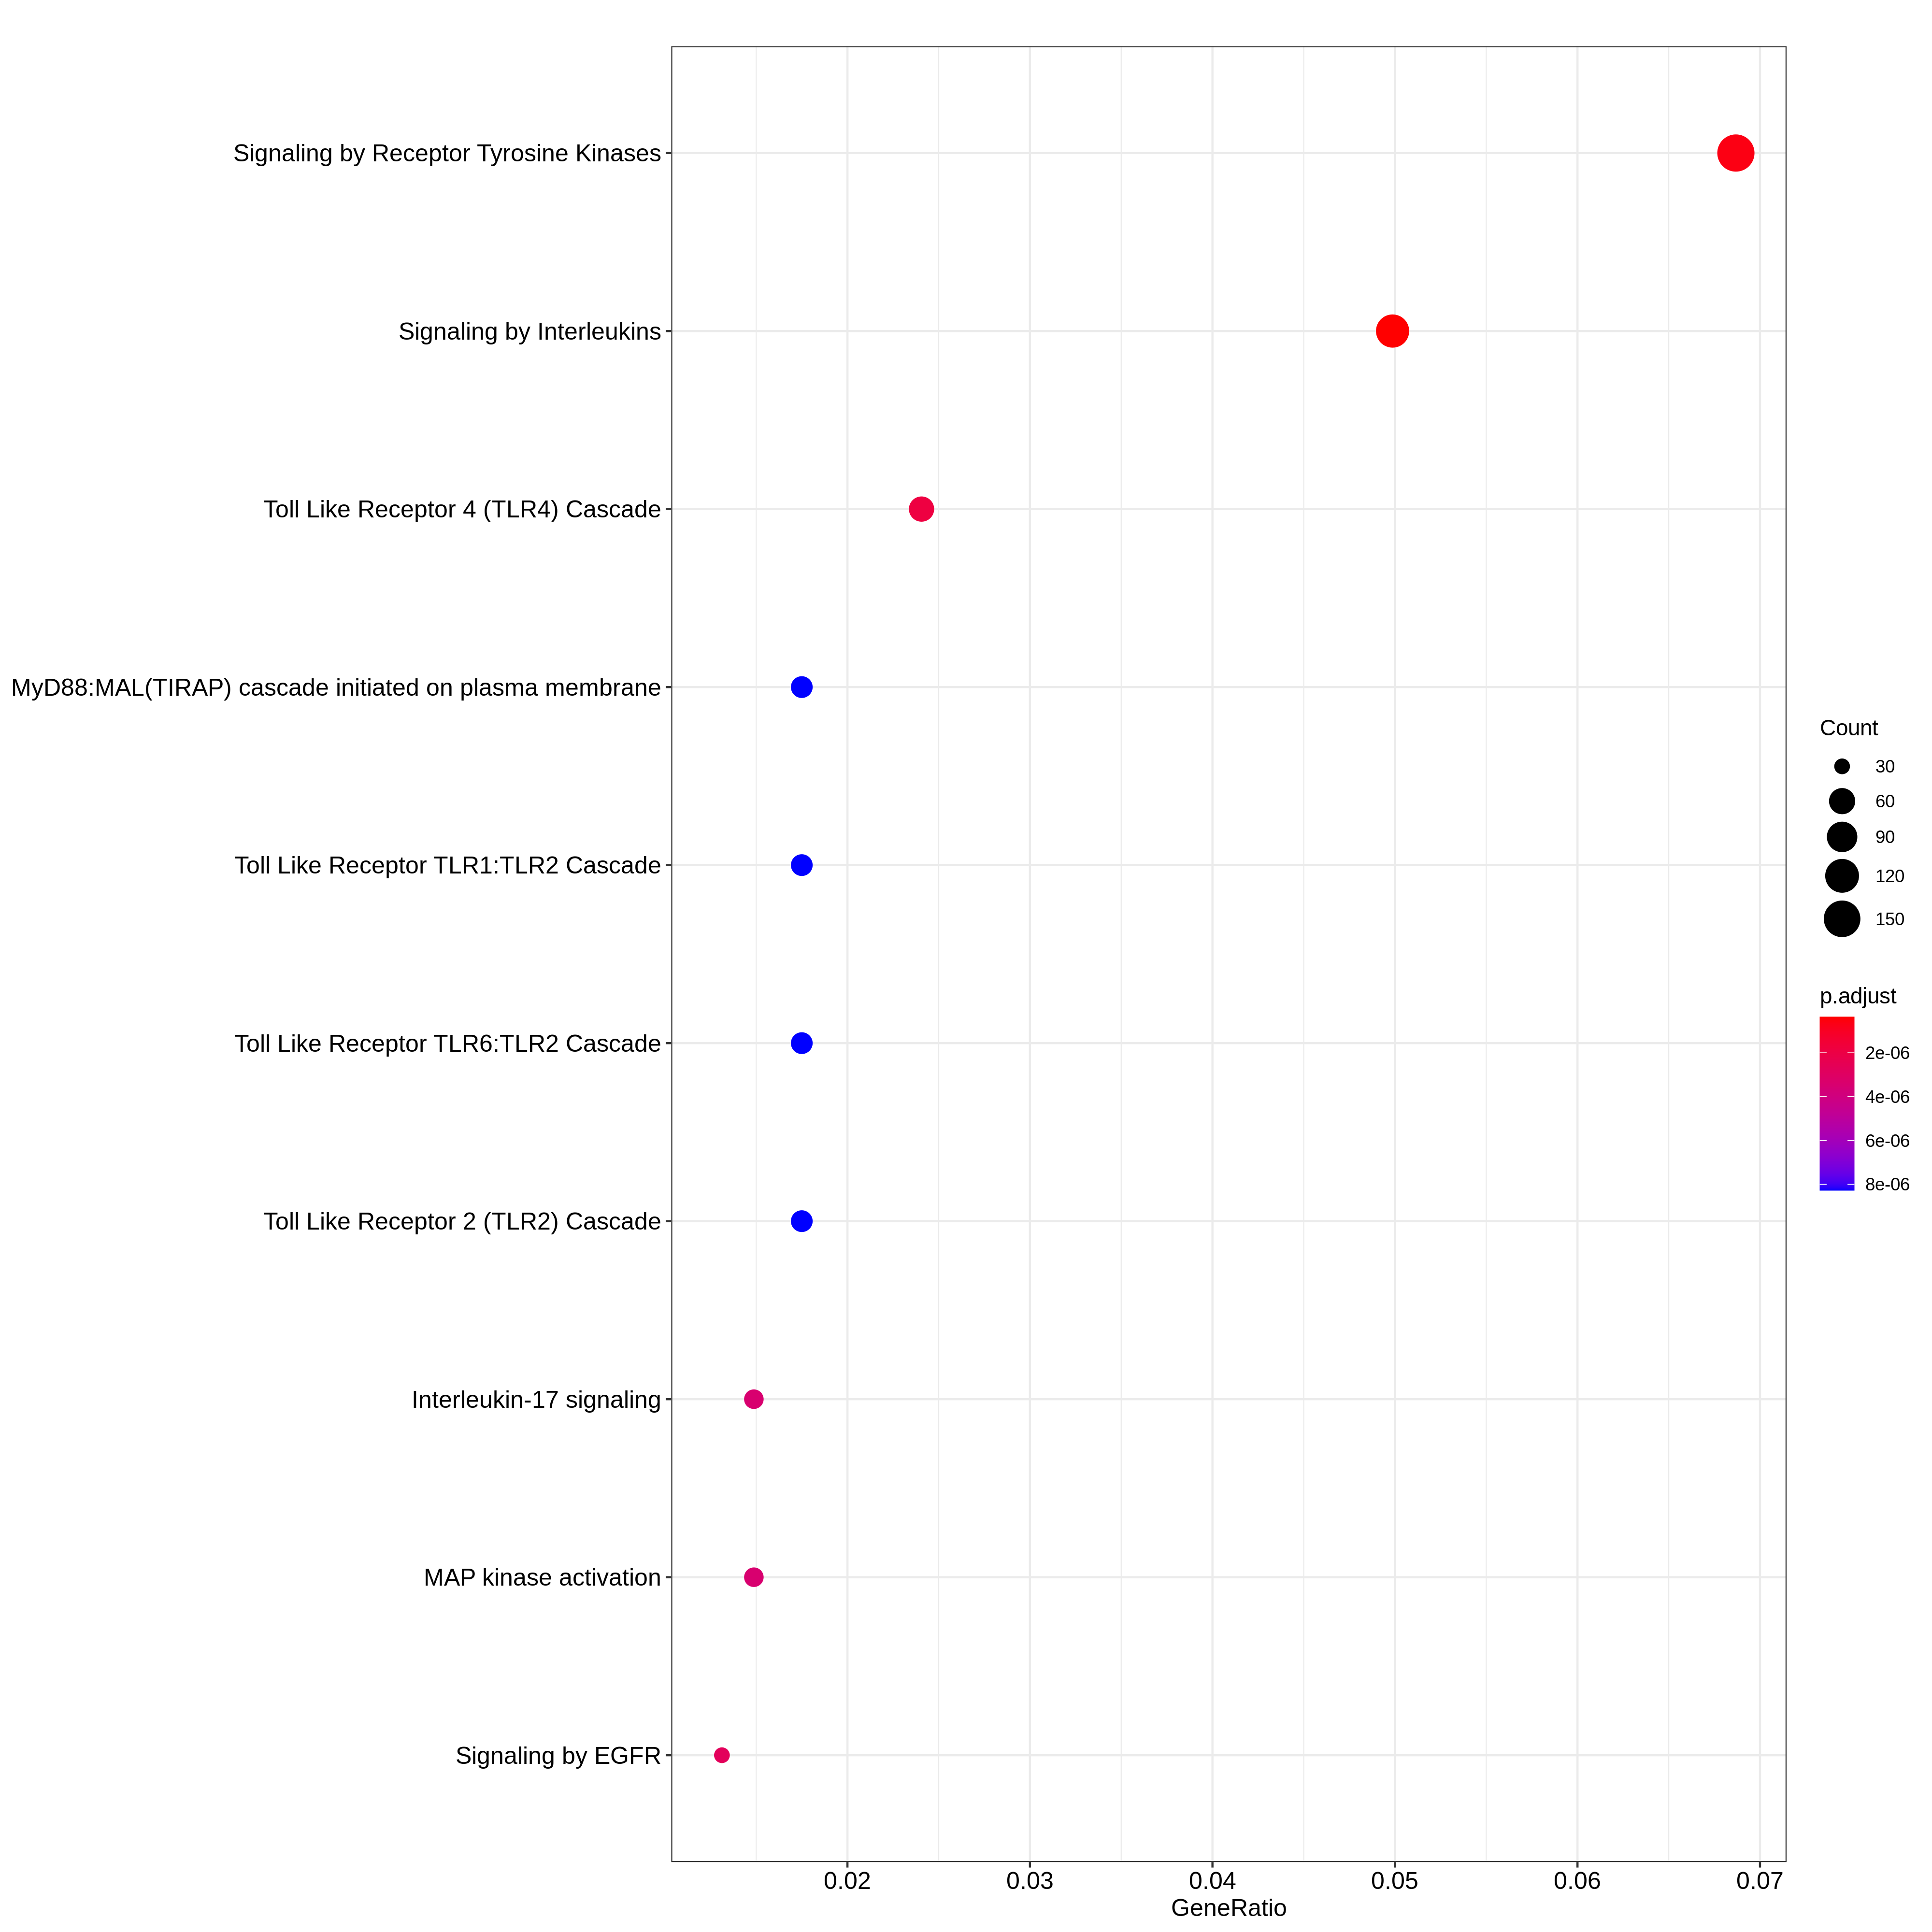 Signaling by Receptor Tyrosine Kinases
Signaling by Interleukins
Toll Like Receptor 4 (TLR4) Cascade
MyD88:MAL(TIRAP) cascade initiated on plasma membrane
Toll Like Receptor TLR1:TLR2 Cascade
Toll Like Receptor TLR6:TLR2 Cascade
Toll Like Receptor 2 (TLR2) Cascade
Interleukin-17 signaling
MAP kinase activation
Signaling by EGFR
0.02 0.03 0.04 0.05 0.06 0.07
GeneRatio
Count
30
60
90
120
150
p.adjust
2e-06
4e-06
6e-06
8e-06